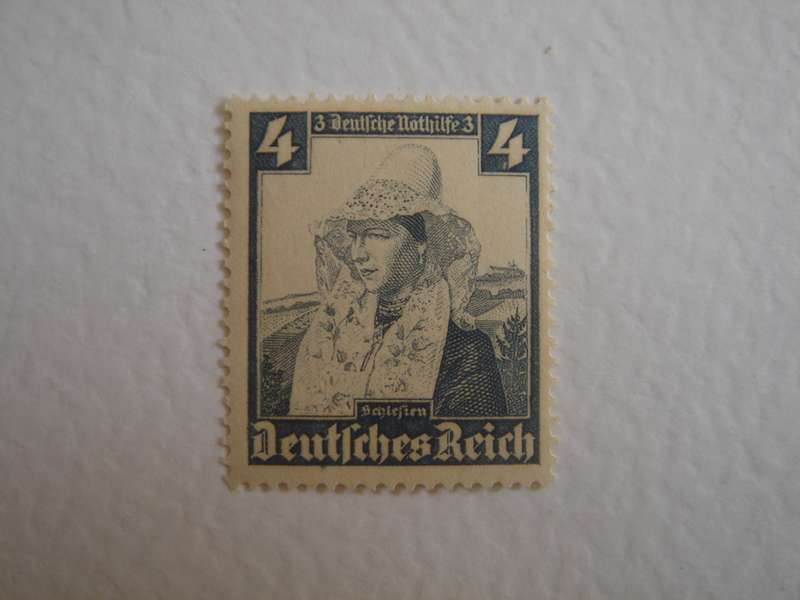 4 3 Deutsche Nothilfe 3 4
Schlesien
Deutsches Reich